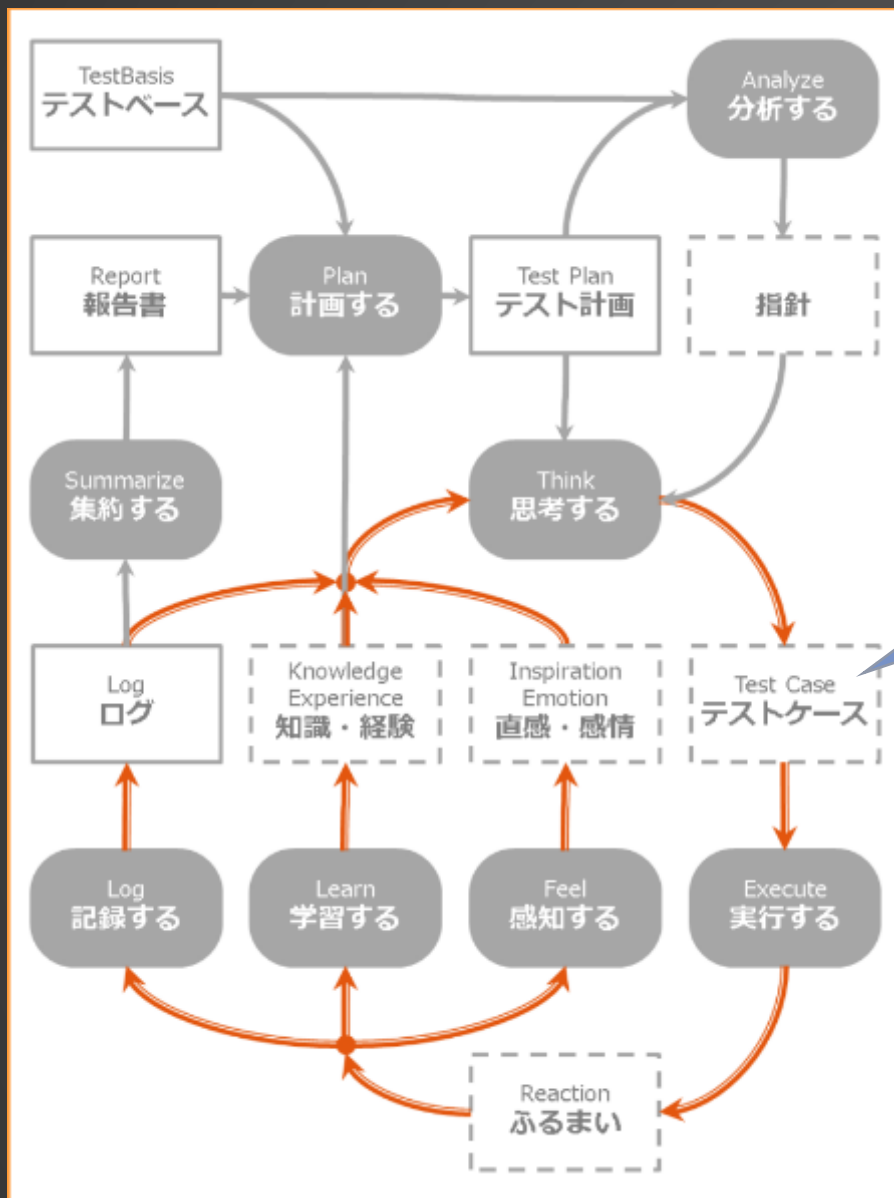 TestBasis
テストベース
Analyze
分析する
Report
報告書
Plan
計画する
Test Plan
テスト計画
指針
Summarize
集約する
Think
思考する
Log
ログ
Knowledge
Experience
知識・経験
Inspiration
Emotion
直感・感情
Test Case
テストケース
Log
記録する
Learn
学習する
Feel
感知する
Execute
実行する
Reaction
ふるまい